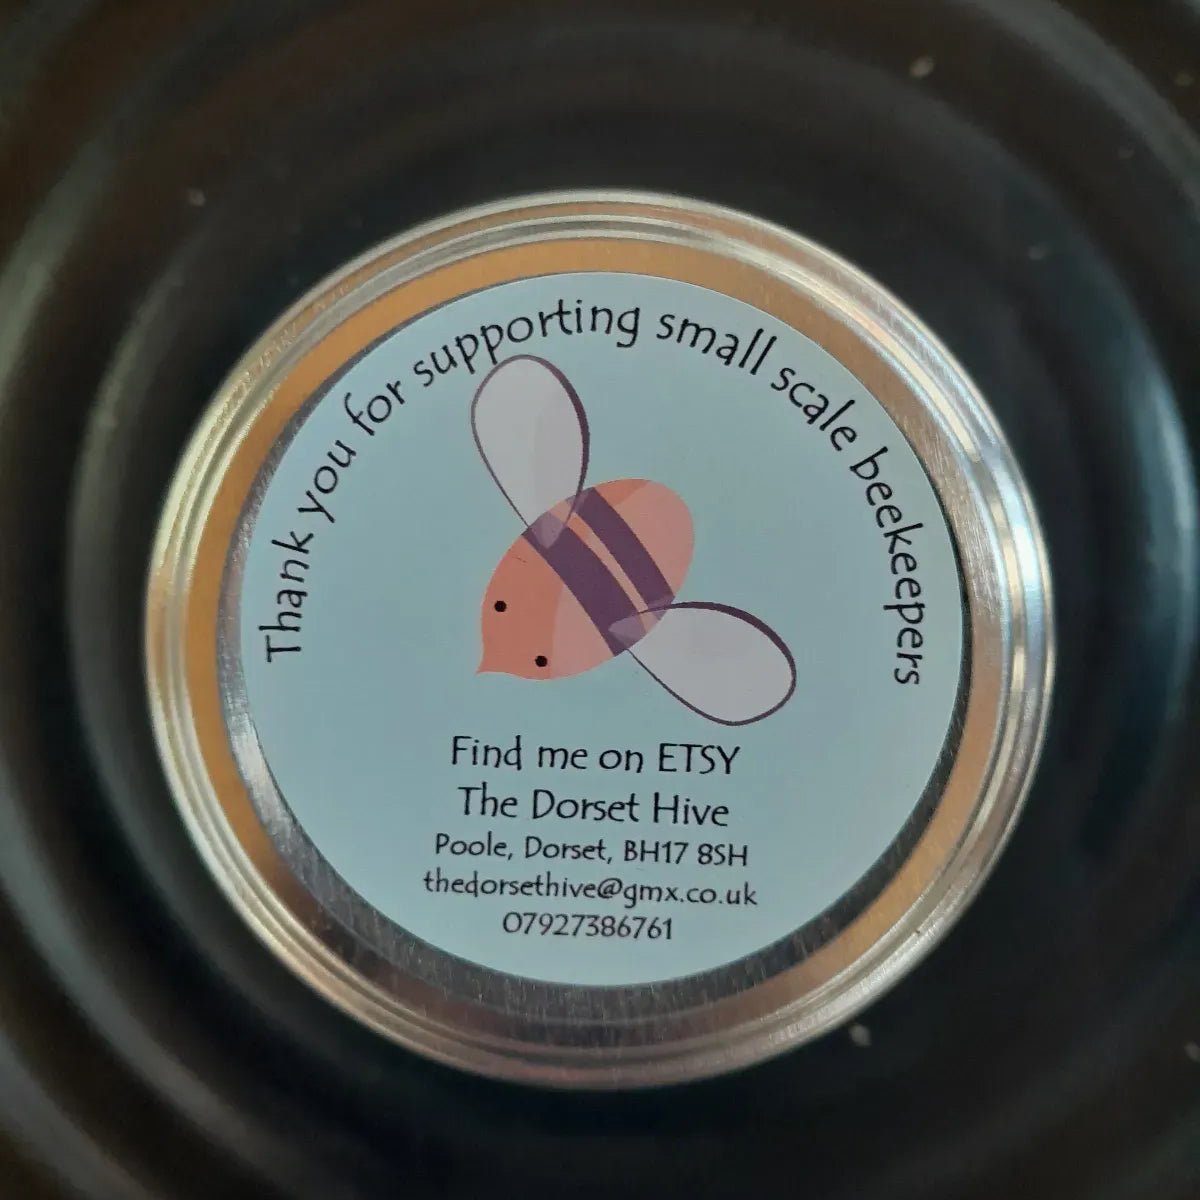 Thank you for supporting small scale beekeepers
Find me on ETSY
The Dorset Hive
Poole, Dorset, BH17 8SH
thedorsethive@gmx.co.uk
07927386761